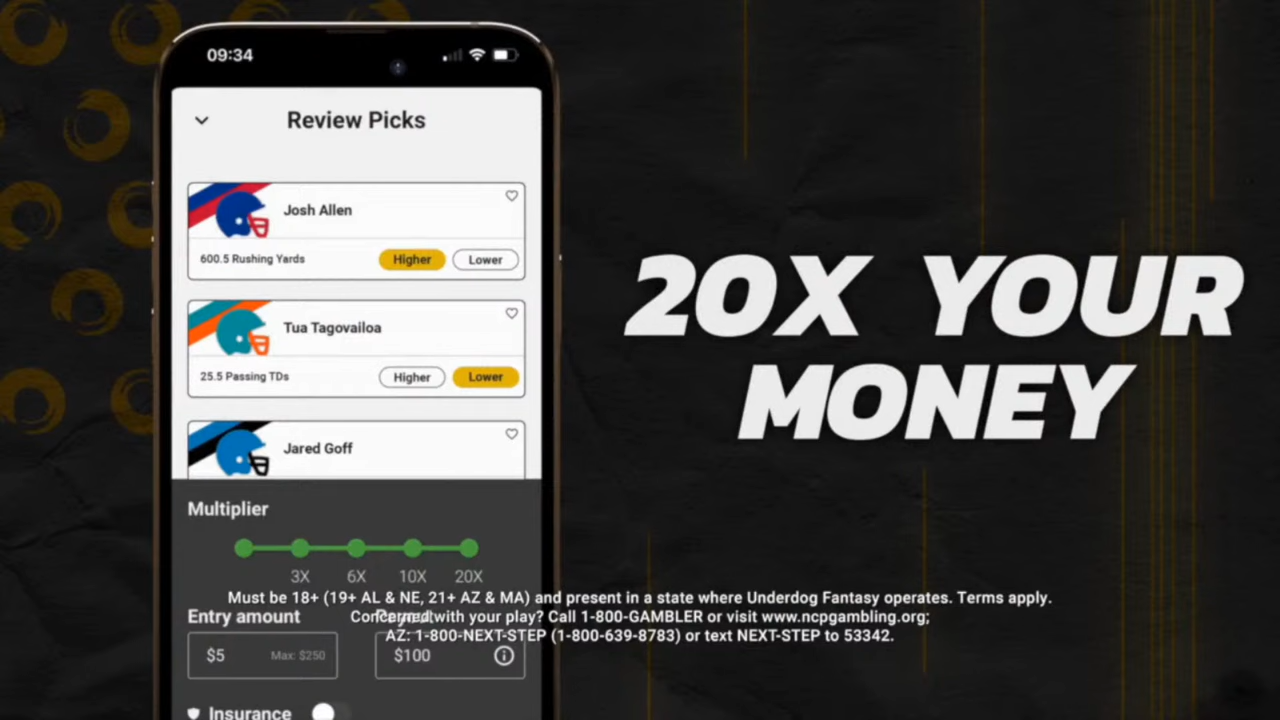 09:34
Review Picks
Josh Allen
600.5 Rushing Yards
Higher
Lower
Tua Tagovailoa
25.5 Passing TDs
Higher
Lower
Jared Goff
Multiplier
3X 6X 10X 20X
Entry amount
Payout
$5
Max: $250
$100
Insurance
20X YOUR
MONEY
Must be 18+ (19+ AL & NE, 21+ AZ & MA) and present in a state where Underdog Fantasy operates. Terms apply.
Concerned with your play? Call 1-800-GAMBLER or visit www.ncpgambling.org;
AZ: 1-800-NEXT-STEP (1-800-639-8783) or text NEXT-STEP to 53342.